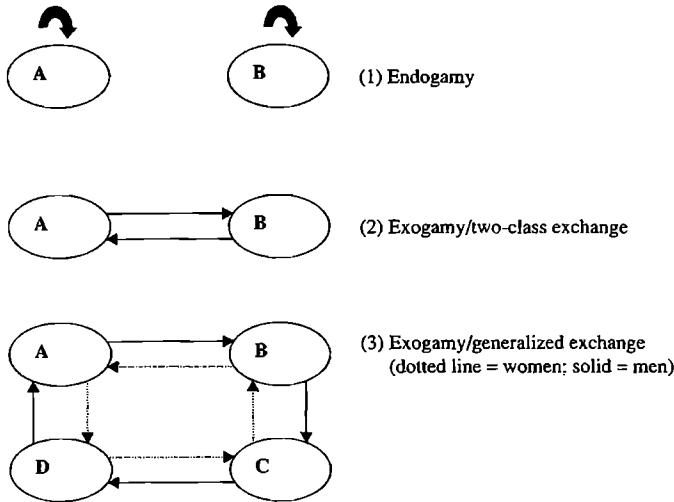 A B (1) Endogamy
A B (2) Exogamy/two-class exchange
A B (3) Exogamy/generalized exchange
(dotted line = women; solid = men)
D C